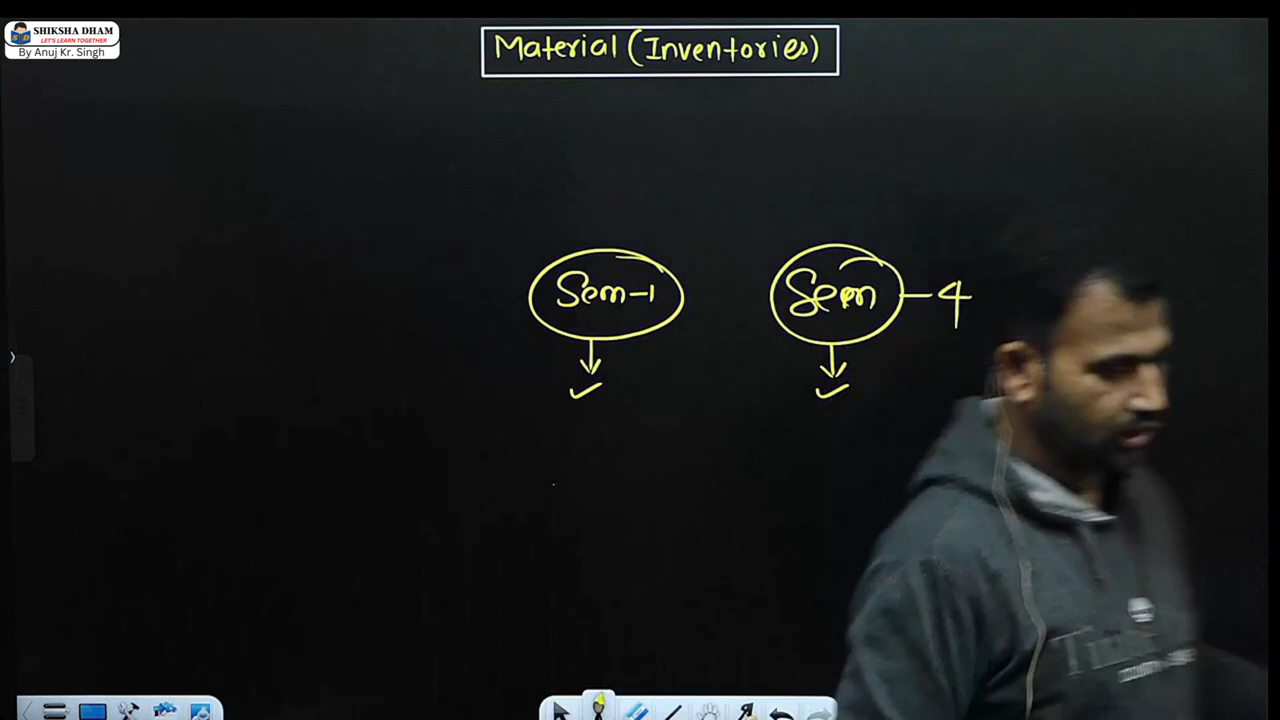 SHIKSHA DHAM
LET'S LEARN TOGETHER
By Anuj Kr. Singh
Material (Inventories)
Sem-1
Sem - 4